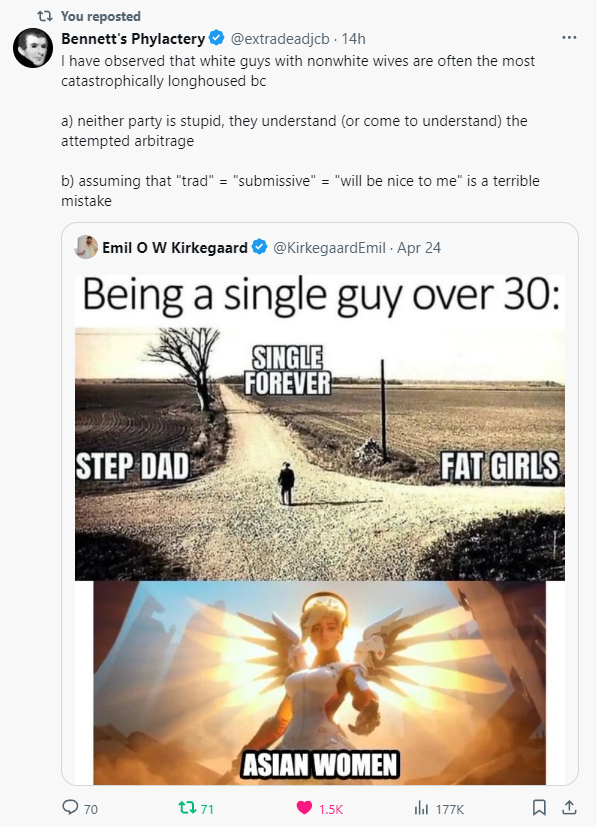 You reposted
Bennett's Phylactery @extradeadjcb · 14h
I have observed that white guys with nonwhite wives are often the most
catastrophically longhoused bc
a) neither party is stupid, they understand (or come to understand) the
attempted arbitrage
b) assuming that "trad" = "submissive" = "will be nice to me" is a terrible
mistake
Emil O W Kirkegaard @KirkegaardEmil · Apr 24
Being a single guy over 30:
SINGLE
FOREVER
STEP DAD
FAT GIRLS
ASIAN WOMEN
70 71 1.5K 177K